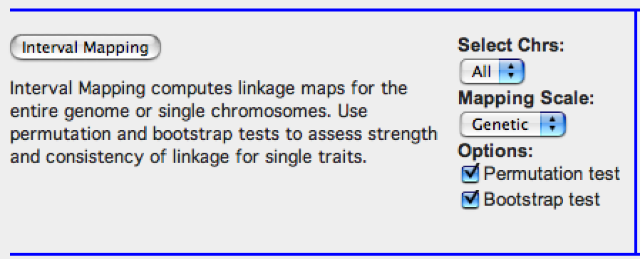 Interval Mapping
Interval Mapping computes linkage maps for the
entire genome or single chromosomes. Use
permutation and bootstrap tests to assess strength
and consistency of linkage for single traits.
Select Chrs:
All
Mapping Scale:
Genetic
Options:
Permutation test
Bootstrap test